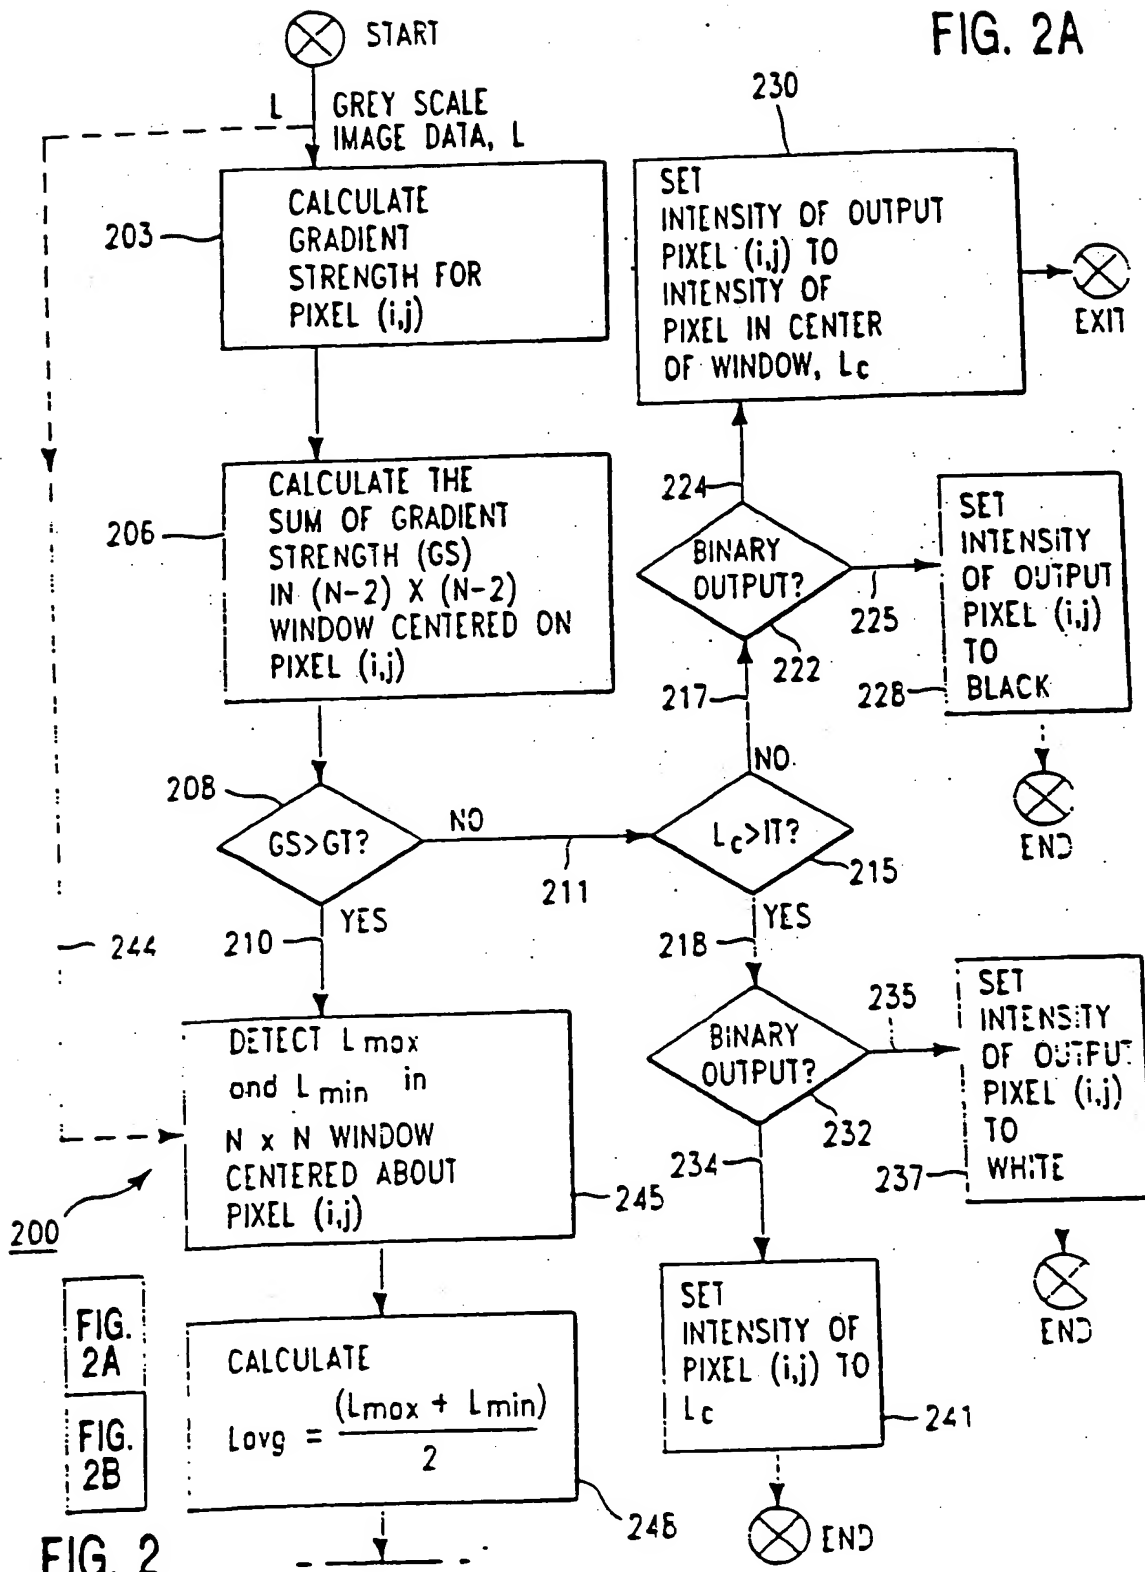 FIG. 2A
START
L
GREY SCALE
IMAGE DATA, L
203
CALCULATE
GRADIENT
STRENGTH FOR
PIXEL (i,j)
206
CALCULATE THE
SUM OF GRADIENT
STRENGTH (GS)
IN (N-2) X (N-2)
WINDOW CENTERED ON
PIXEL (i,j)
208
GS>GT?
NO
211
YES
210
244
DETECT Lmax
and Lmin in
N x N WINDOW
CENTERED ABOUT
PIXEL (i,j)
245
200
CALCULATE
Lavg = (Lmax + Lmin)
2
248
230
SET
INTENSITY OF OUTPUT
PIXEL (i,j) TO
INTENSITY OF
PIXEL IN CENTER
OF WINDOW, Lc
EXIT
224
BINARY
OUTPUT?
222
225
SET
INTENSITY
OF OUTPUT
PIXEL (i,j)
TO
BLACK
228
END
217
NO
Lc>IT?
215
YES
218
BINARY
OUTPUT?
232
235
SET
INTENSITY
OF OUTPUT
PIXEL (i,j)
TO
WHITE
237
END
234
SET
INTENSITY OF
PIXEL (i,j) TO
Lc
241
END
FIG.
2A
FIG.
2B
FIG. 2